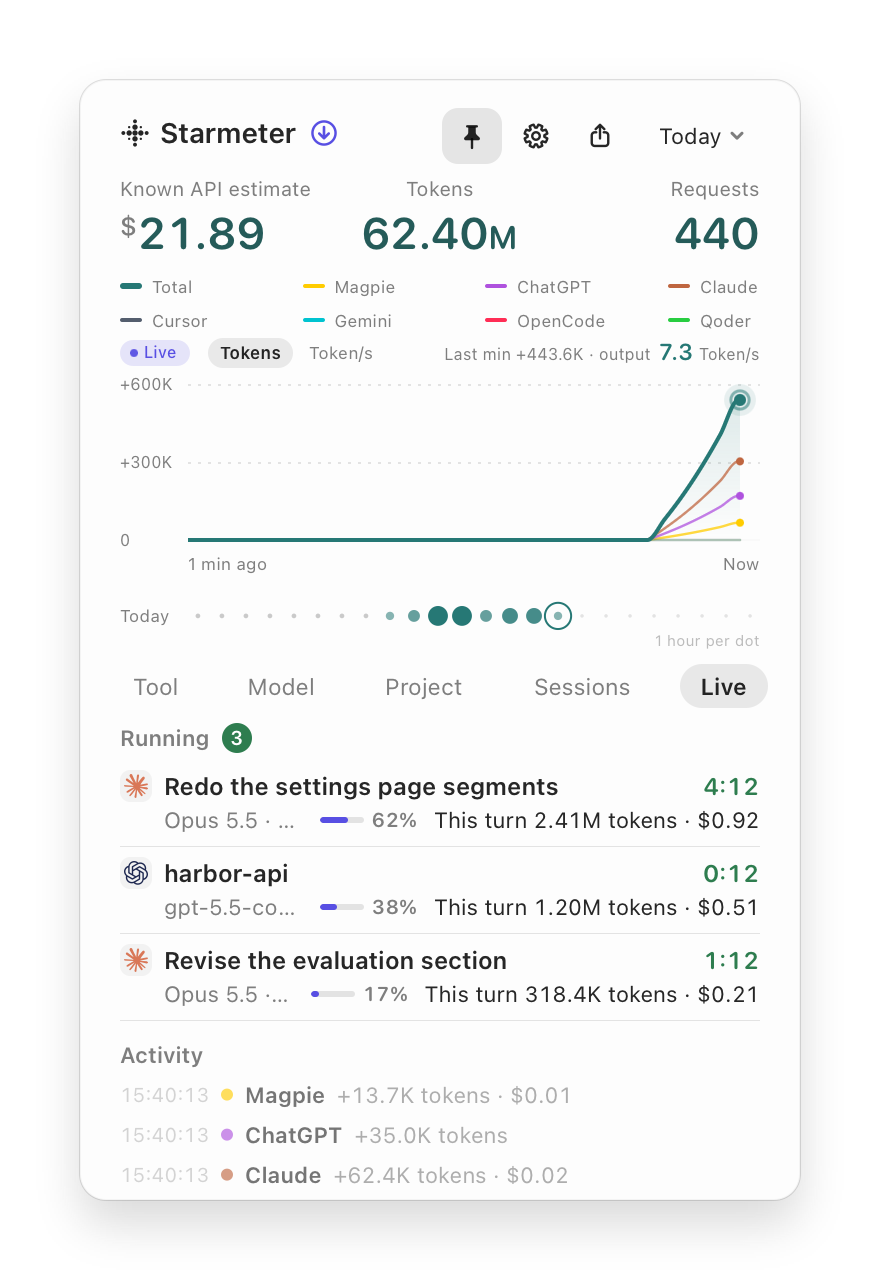 Starmeter Today
Known API estimate Tokens Requests
$21.89 62.40M 440
Total Magpie ChatGPT Claude
Cursor Gemini OpenCode Qoder
Live Tokens Token/s Last min +443.6K · output 7.3 Token/s
+600K
+300K
0
1 min ago Now
Today
1 hour per dot
Tool Model Project Sessions Live
Running 3
Redo the settings page segments 4:12
Opus 5.5 · ... 62% This turn 2.41M tokens · $0.92
harbor-api 0:12
gpt-5.5-co... 38% This turn 1.20M tokens · $0.51
Revise the evaluation section 1:12
Opus 5.5 ·... 17% This turn 318.4K tokens · $0.21
Activity
15:40:13 Magpie +13.7K tokens · $0.01
15:40:13 ChatGPT +35.0K tokens
15:40:13 Claude +62.4K tokens · $0.02